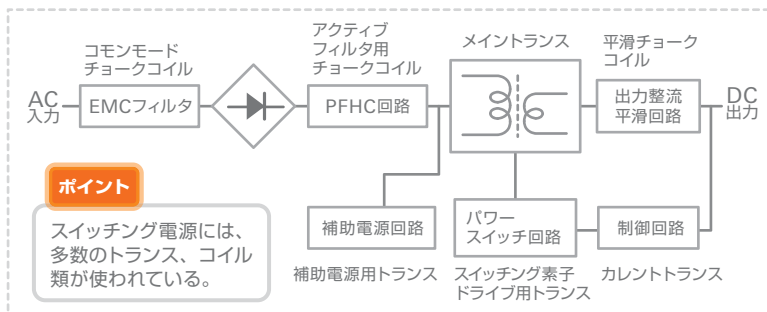 コモンモード
チョークコイル
アクティブ
フィルタ用
チョークコイル
メイントランス
平滑チョーク
コイル
AC
入力
EMCフィルタ
PFHC回路
出力整流
平滑回路
DC
出力
ポイント
スイッチング電源には、
多数のトランス、コイル
類が使われている。
補助電源回路
パワー
スイッチ回路
制御回路
補助電源用トランス
スイッチング素子
ドライブ用トランス
カレントトランス